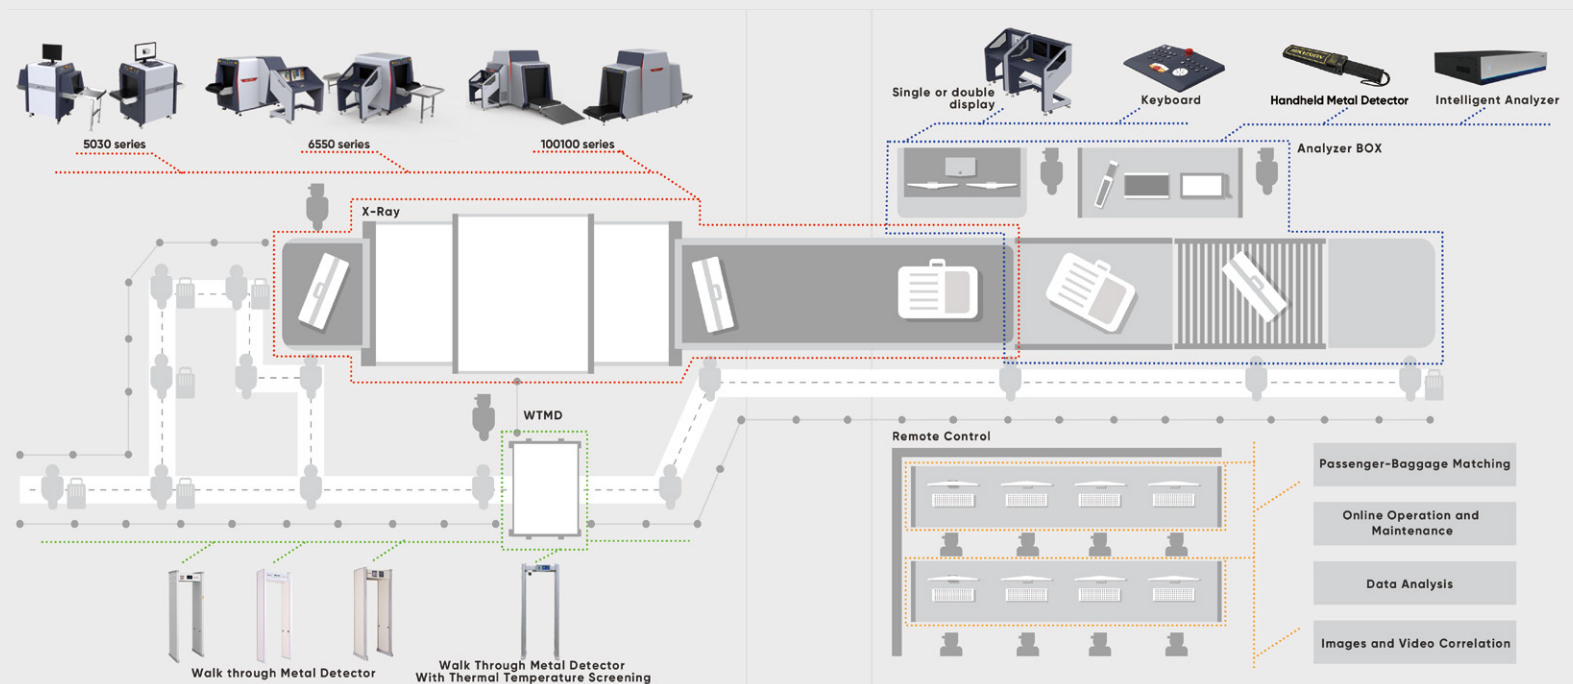 5030 series
6550 series
100100 series
Single or double
display
Keyboard
HIKVISION
Handheld Metal Detector
Intelligent Analyzer
Analyzer BOX
X-Ray
WTMD
Walk through Metal Detector
Walk Through Metal Detector
With Thermal Temperature Screening
Remote Control
Passenger-Baggage Matching
Online Operation and
Maintenance
Data Analysis
Images and Video Correlation